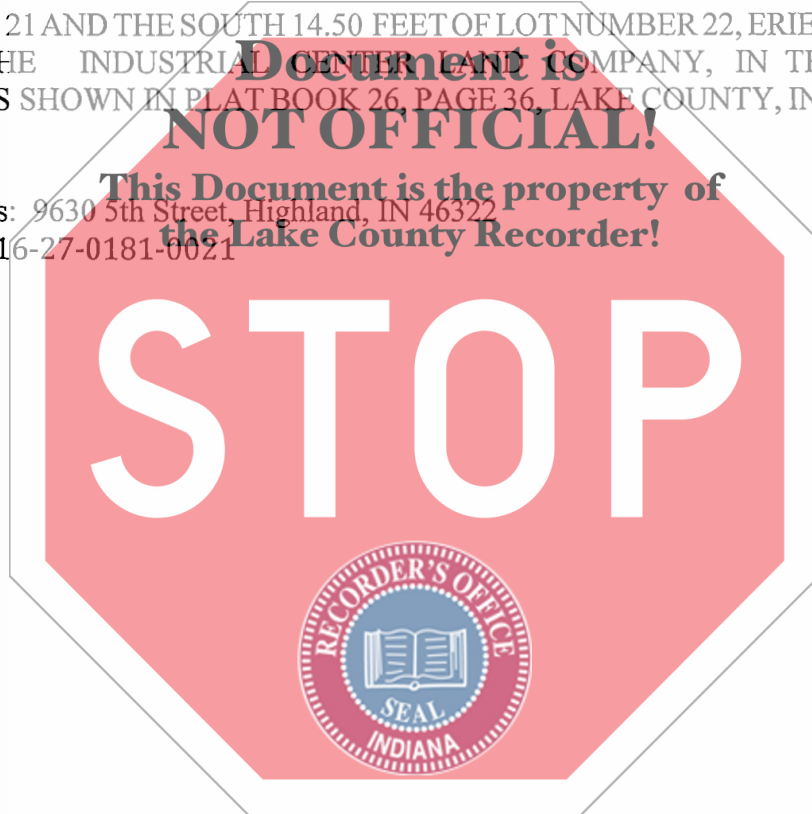 21 AND THE SOUTH 14.50 FEET OF LOT NUMBER 22, ERIE
HE INDUSTRIAL CENTER LAND COMPANY, IN TH
S SHOWN IN PLAT BOOK 26, PAGE 36, LAKE COUNTY, IN
Document is
NOT OFFICIAL!
This Document is the property of
the Lake County Recorder!
s: 9630 5th Street, Highland, IN 46322
16-27-0181-0021
STOP
RECORDER'S OFFICE
SEAL
INDIANA